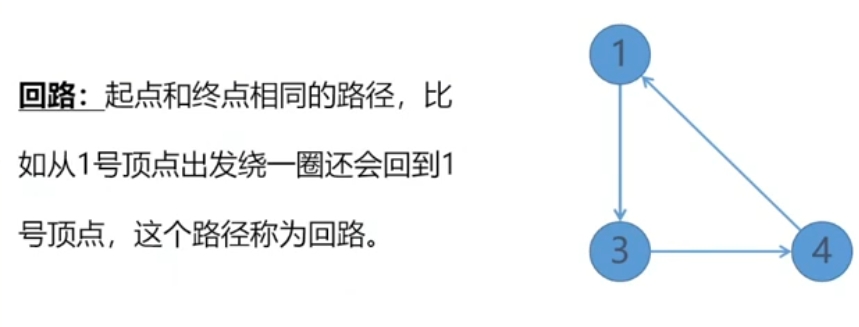 回路：起点和终点相同的路径，比
如从1号顶点出发绕一圈还会回到1
号顶点，这个路径称为回路。
1
3
4